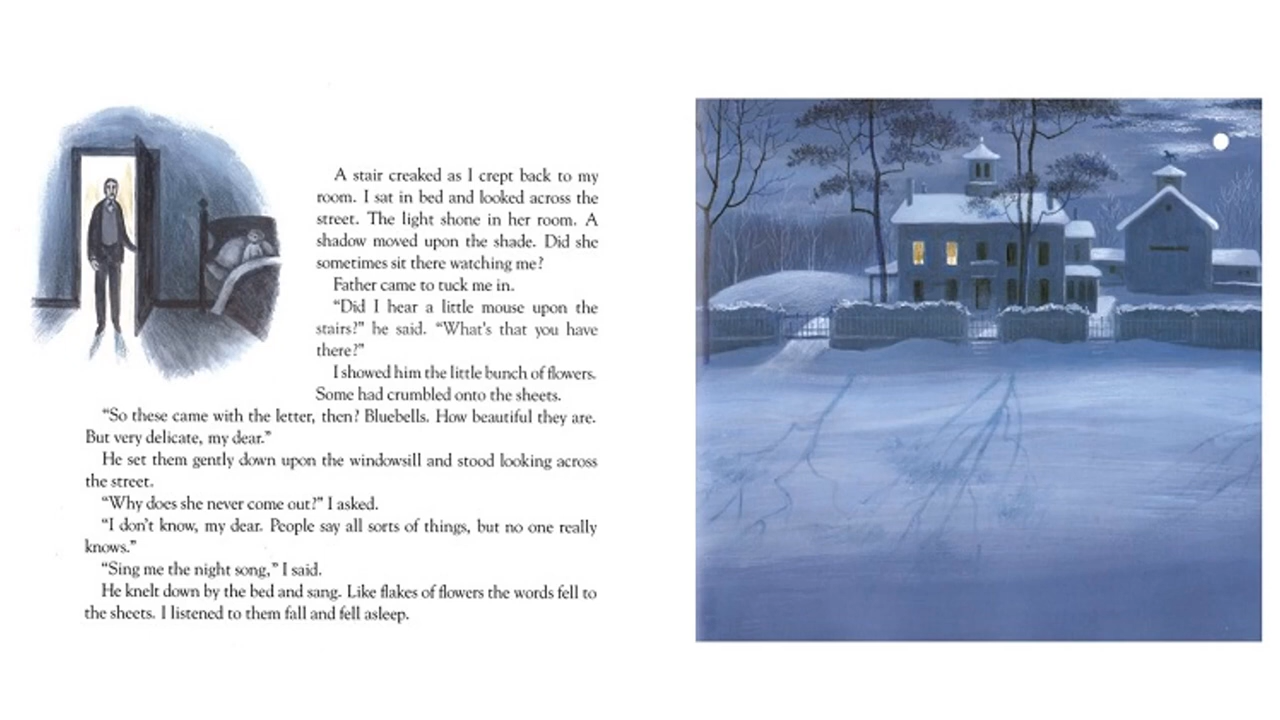 A stair creaked as I crept back to my
room. I sat in bed and looked across the
street. The light shone in her room. A
shadow moved upon the shade. Did she
sometimes sit there watching me?
Father came to tuck me in.
“Did I hear a little mouse upon the
stairs?” he said. “What’s that you have
there?”
I showed him the little bunch of flowers.
Some had crumbled onto the sheets.
“So these came with the letter, then? Bluebells. How beautiful they are.
But very delicate, my dear.”
He set them gently down upon the windowsill and stood looking across
the street.
“Why does she never come out?” I asked.
“I don’t know, my dear. People say all sorts of things, but no one really
knows.”
“Sing me the night song,” I said.
He knelt down by the bed and sang. Like flakes of flowers the words fell to
the sheets. I listened to them fall and fell asleep.